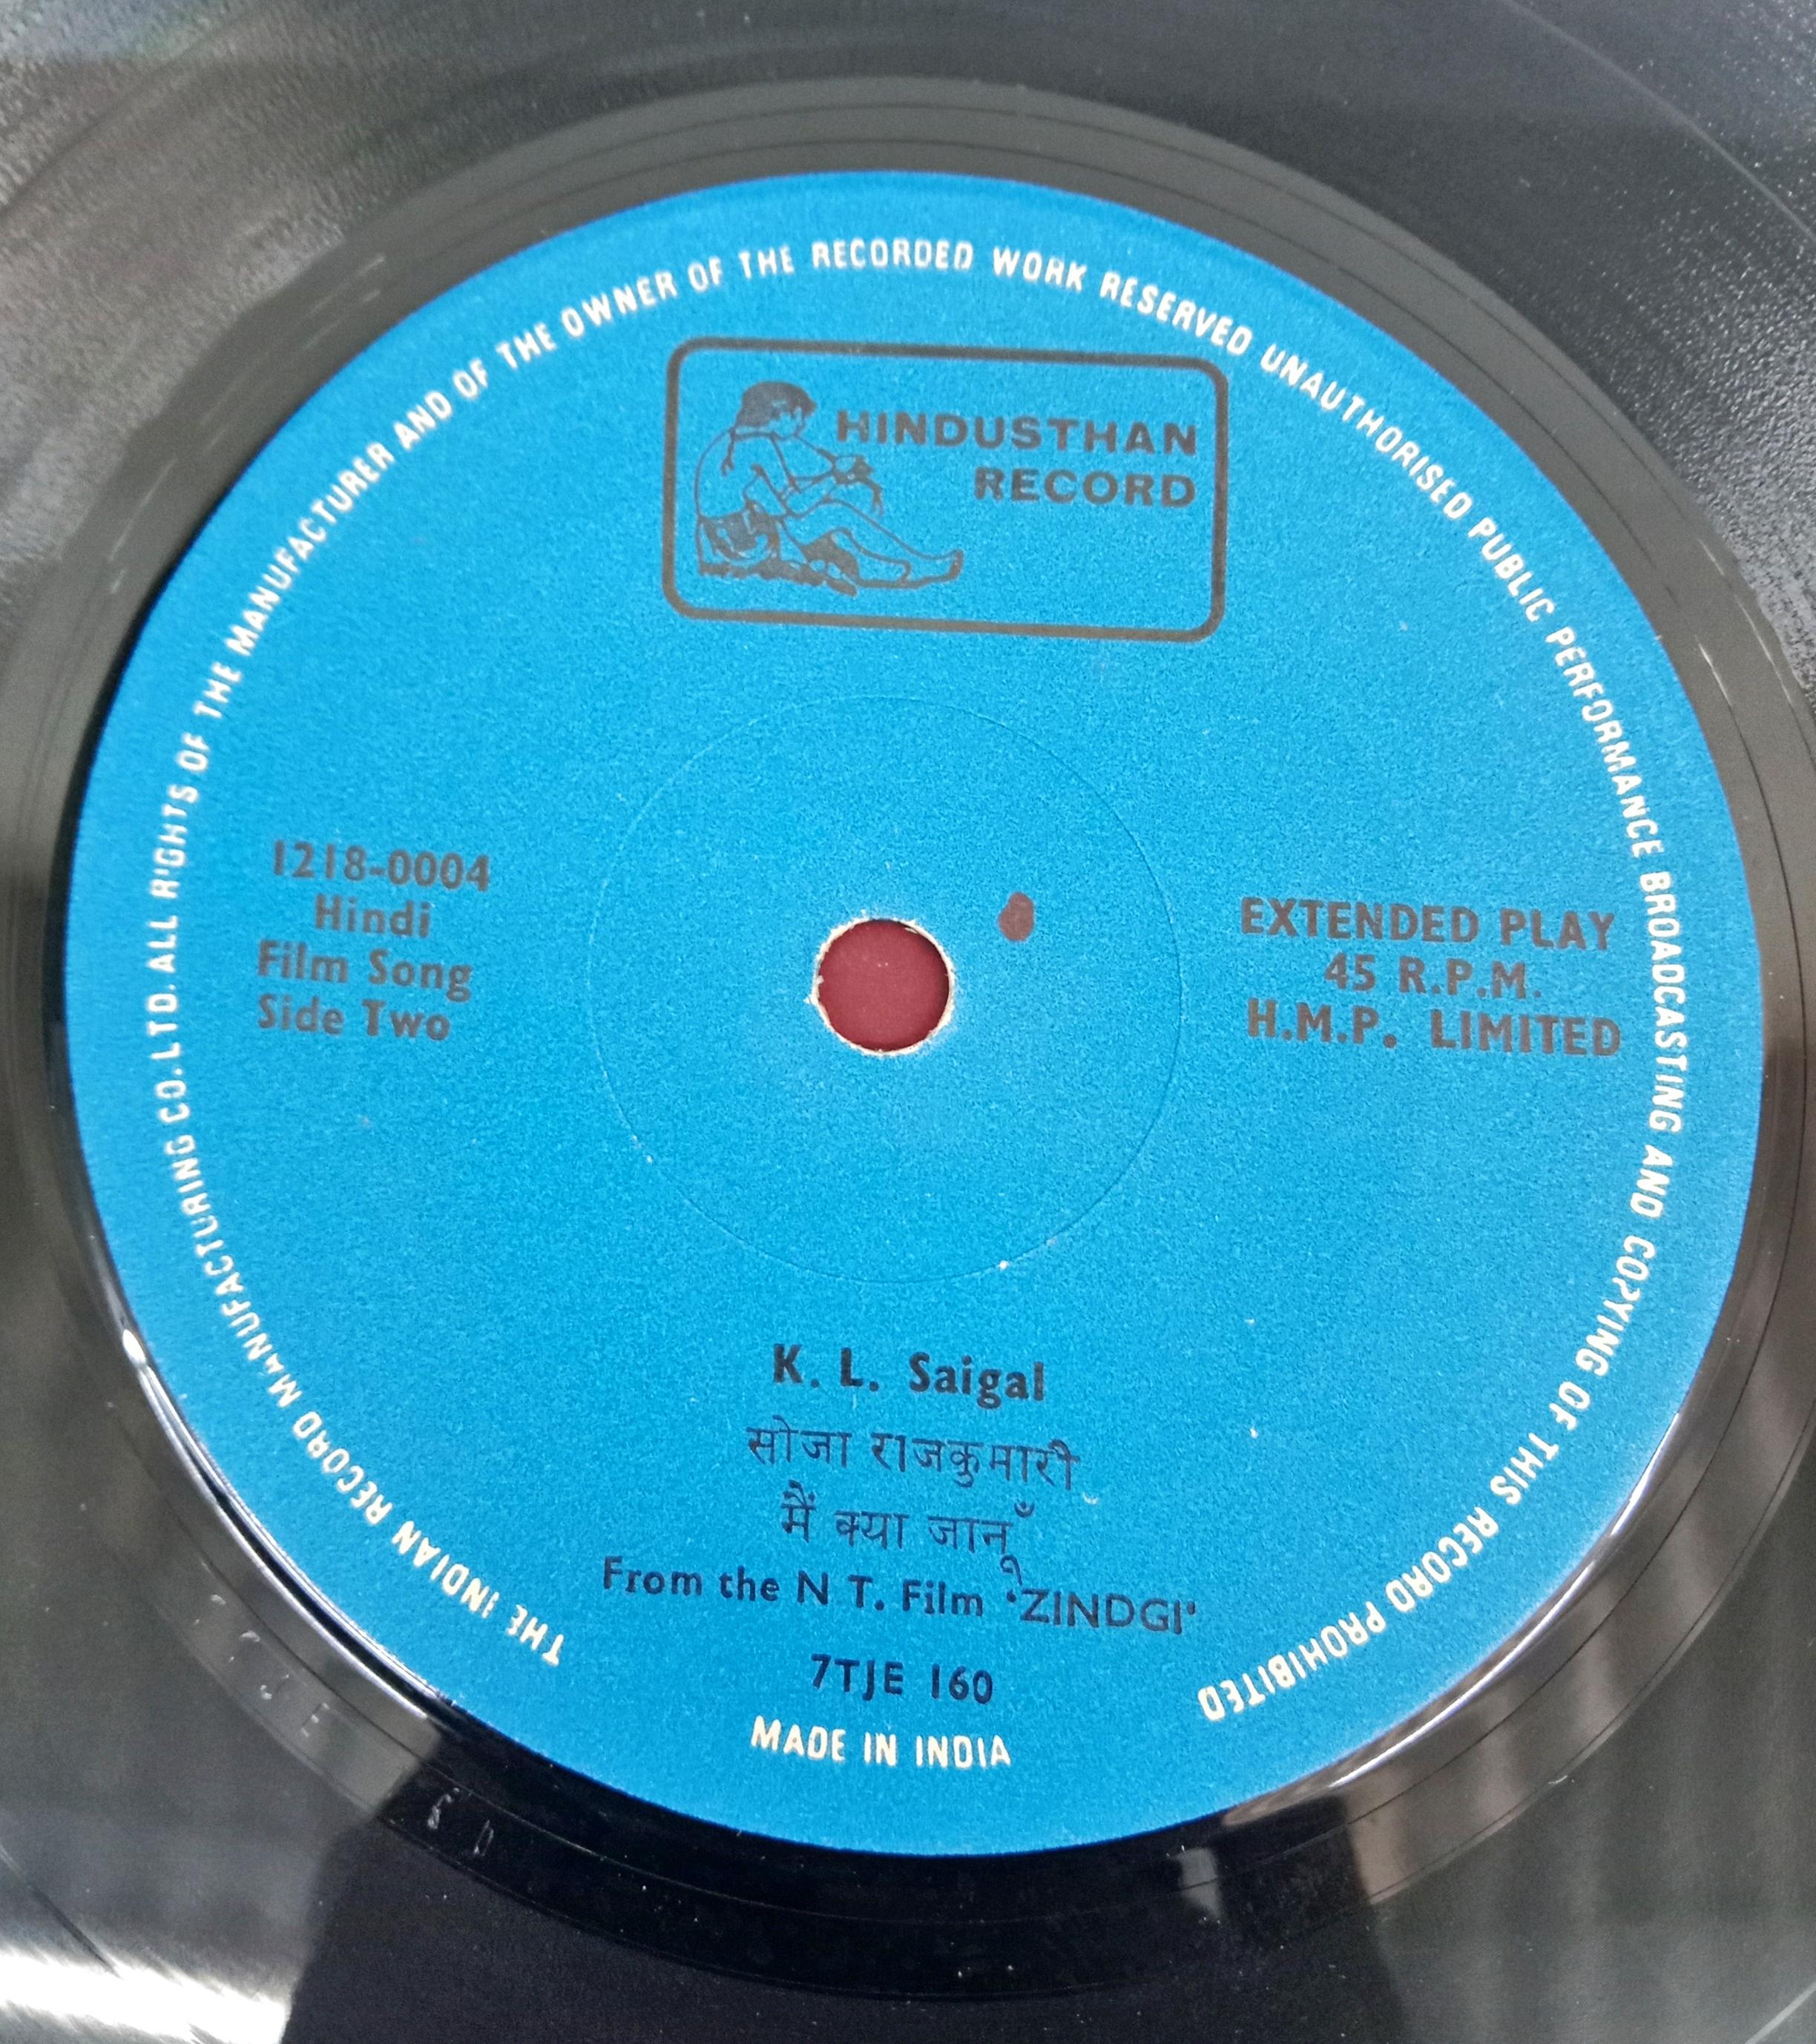 THE INDIAN RECORD MANUFACTURING CO. LTD. ALL RIGHTS OF THE MANUFACTURER AND OF THE OWNER OF THE RECORDED WORK RESERVED UNAUTHORISED PUBLIC PERFORMANCE BROADCASTING AND COPYING OF THIS RECORD PROHIBITED
HINDUSTHAN
RECORD
1218-0004
Hindi
Film Song
Side Two
EXTENDED PLAY
45 R.P.M.
H.M.P. LIMITED
K. L. Saigal
सोजा राजकुमारी
मैं क्या जानूँ
From the N T. Film 'ZINDGI'
7TJE 160
MADE IN INDIA